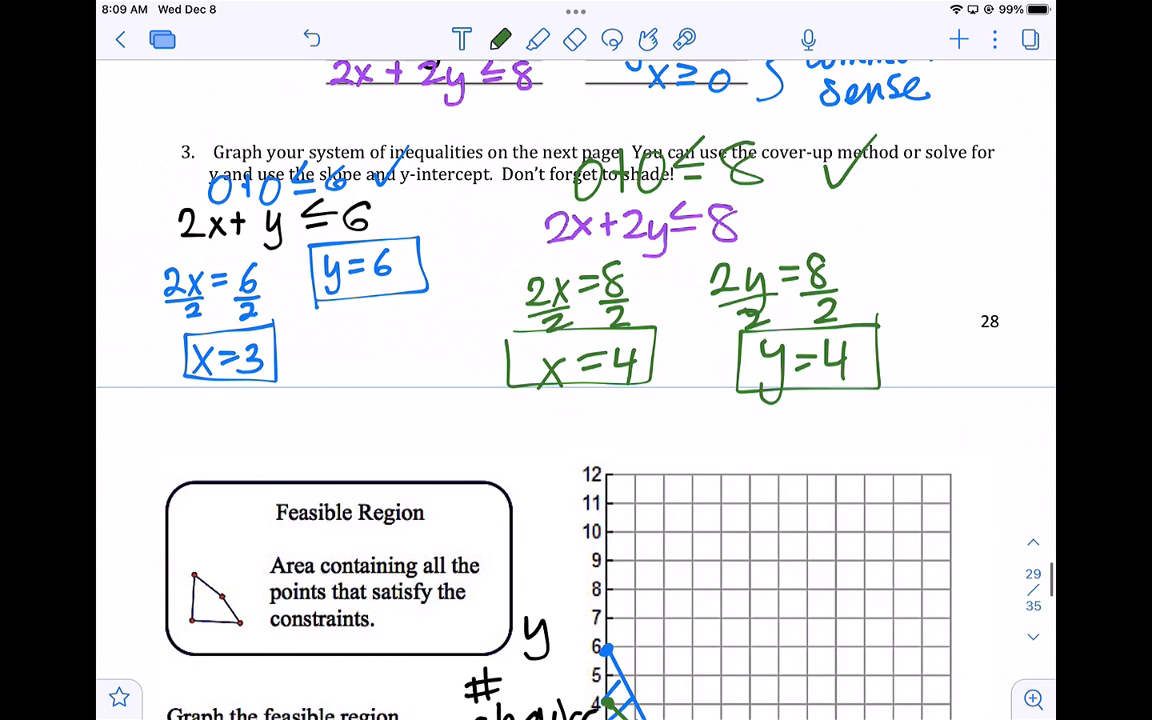 8:09 AM Wed Dec 8
99%
2x + 2y ≤ 8
x ≥ 0
sense
3. Graph your system of inequalities on the next page. You can use the cover-up method or solve for
y and use the slope and y-intercept. Don't forget to shade!
0+0 ≤ 6 ✓
0+0 ≤ 8 ✓
2x+ y ≤ 6
2x+2y≤8
2x = 6
2 2
y=6
2x=8
2 2
2y=8
2 2
28
x=3
x=4
y=4
Feasible Region
Area containing all the
points that satisfy the
constraints.
12
11
10
9
8
7
6
5
4
y
#
29
/
35
Graph the feasible region